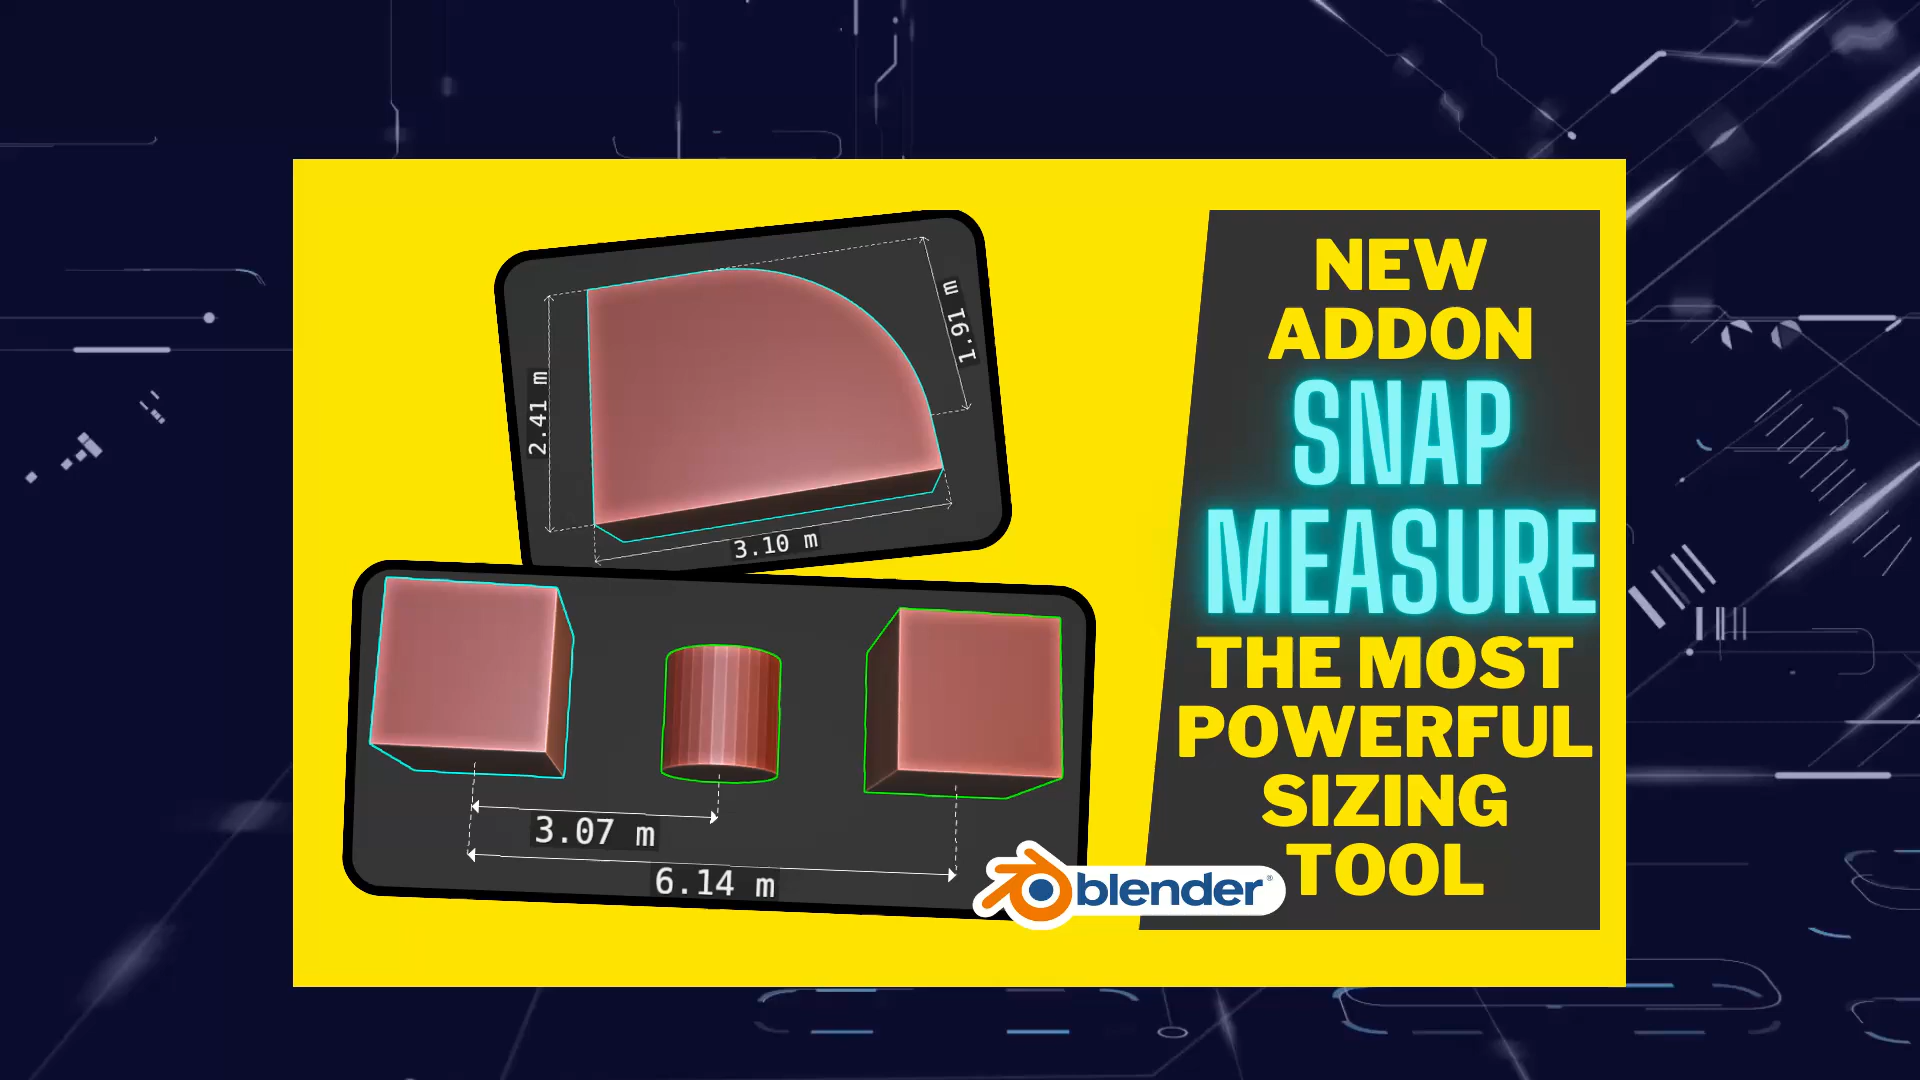 NEW
ADDON
SNAP
MEASURE
THE MOST
POWERFUL
SIZING
TOOL
2.41 m
1.91 m
3.10 m
3.07 m
6.14 m
blender®